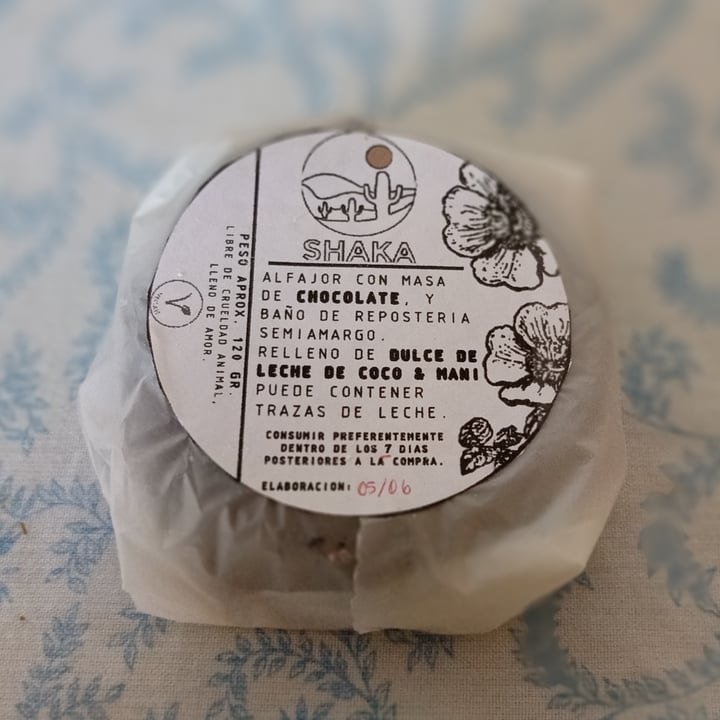 SHAKA
ALFAJOR CON MASA
DE CHOCOLATE, Y
BAÑO DE REPOSTERIA
SEMIAMARGO.
RELLENO DE DULCE DE
LECHE DE COCO & MANI
PUEDE CONTENER
TRAZAS DE LECHE.
CONSUMIR PREFERENTEMENTE
DENTRO DE LOS 7 DIAS
POSTERIORES A LA COMPRA.
ELABORACION: 05/06
PESO APROX. 120 GR.
LIBRE DE CRUELDAD ANIMAL,
LLENO DE AMOR.